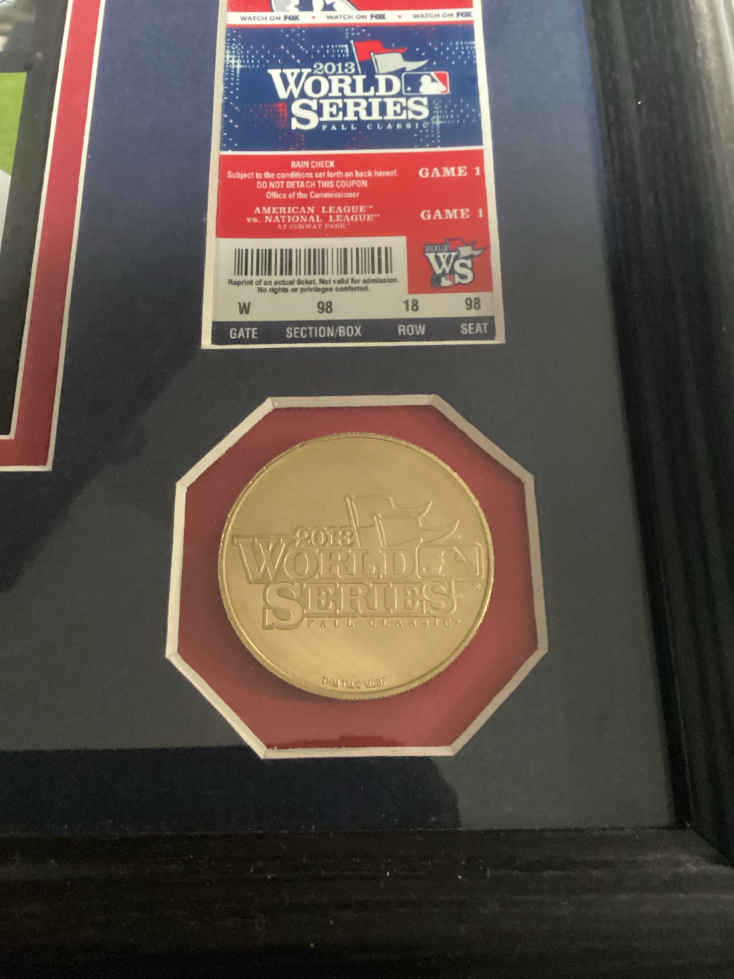 WATCH ON FOX * WATCH ON FOX * WATCH ON FOX
2013
WORLD
SERIES
FALL CLASSIC
RAIN CHECK
Subject to the conditions set forth on back hereof.
DO NOT DETACH THIS COUPON
Office of the Commissioner
GAME 1
AMERICAN LEAGUE™
vs. NATIONAL LEAGUE™
AT FENWAY PARK™
GAME 1
Reprint of an actual ticket. Not valid for admission.
No rights or privileges conferred.
WS
W 98 18 98
GATE SECTION/BOX ROW SEAT
2013
WORLD
SERIES
FALL CLASSIC